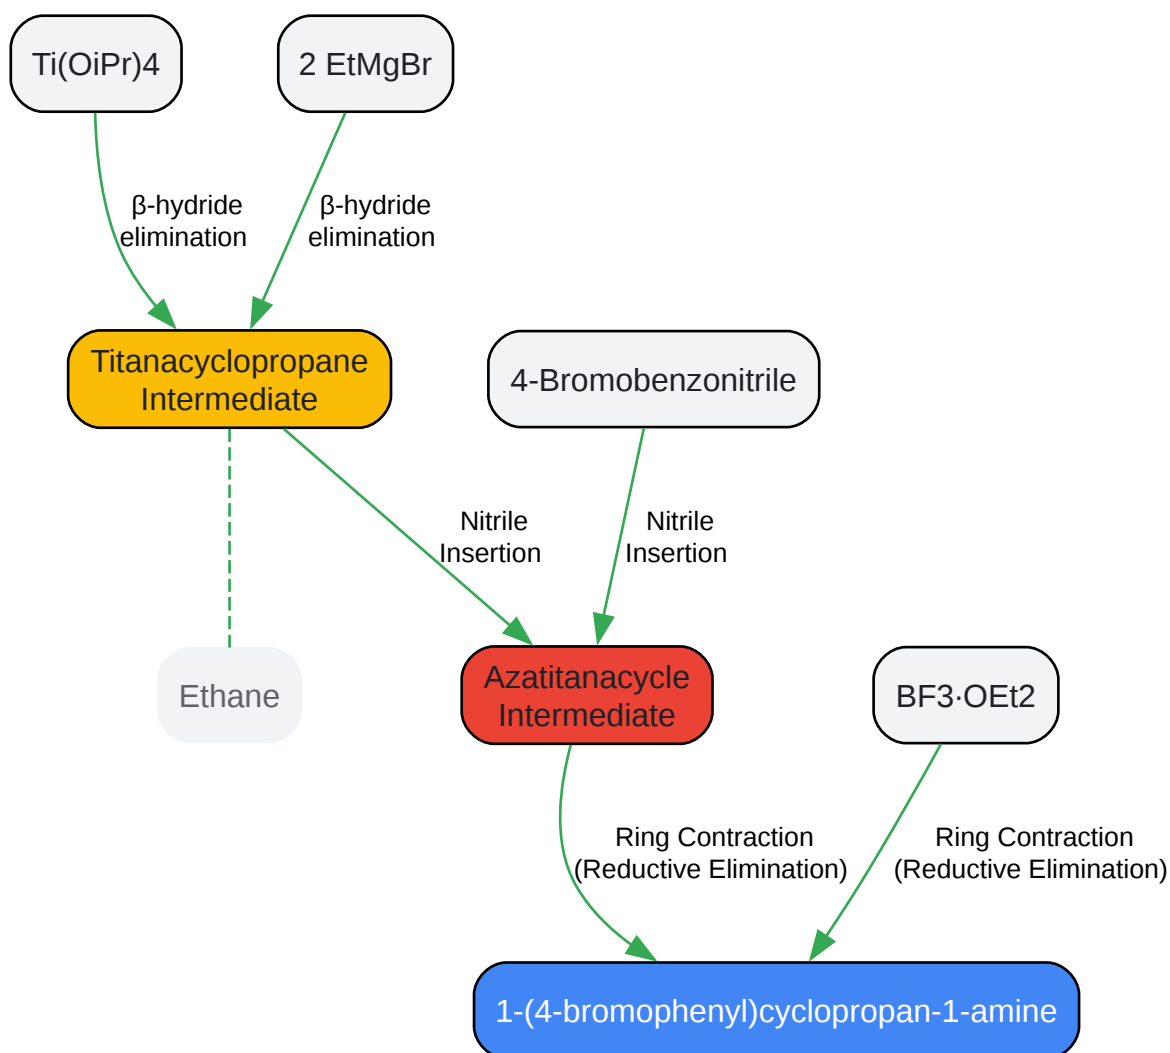 Ti(OiPr)4
2 EtMgBr
β-hydride
elimination
β-hydride
elimination
Titanacyclopropane
Intermediate
4-Bromobenzonitrile
Nitrile
Insertion
Nitrile
Insertion
Ethane
Azatitanacycle
Intermediate
BF3·OEt2
Ring Contraction
(Reductive Elimination)
Ring Contraction
(Reductive Elimination)
1-(4-bromophenyl)cyclopropan-1-amine